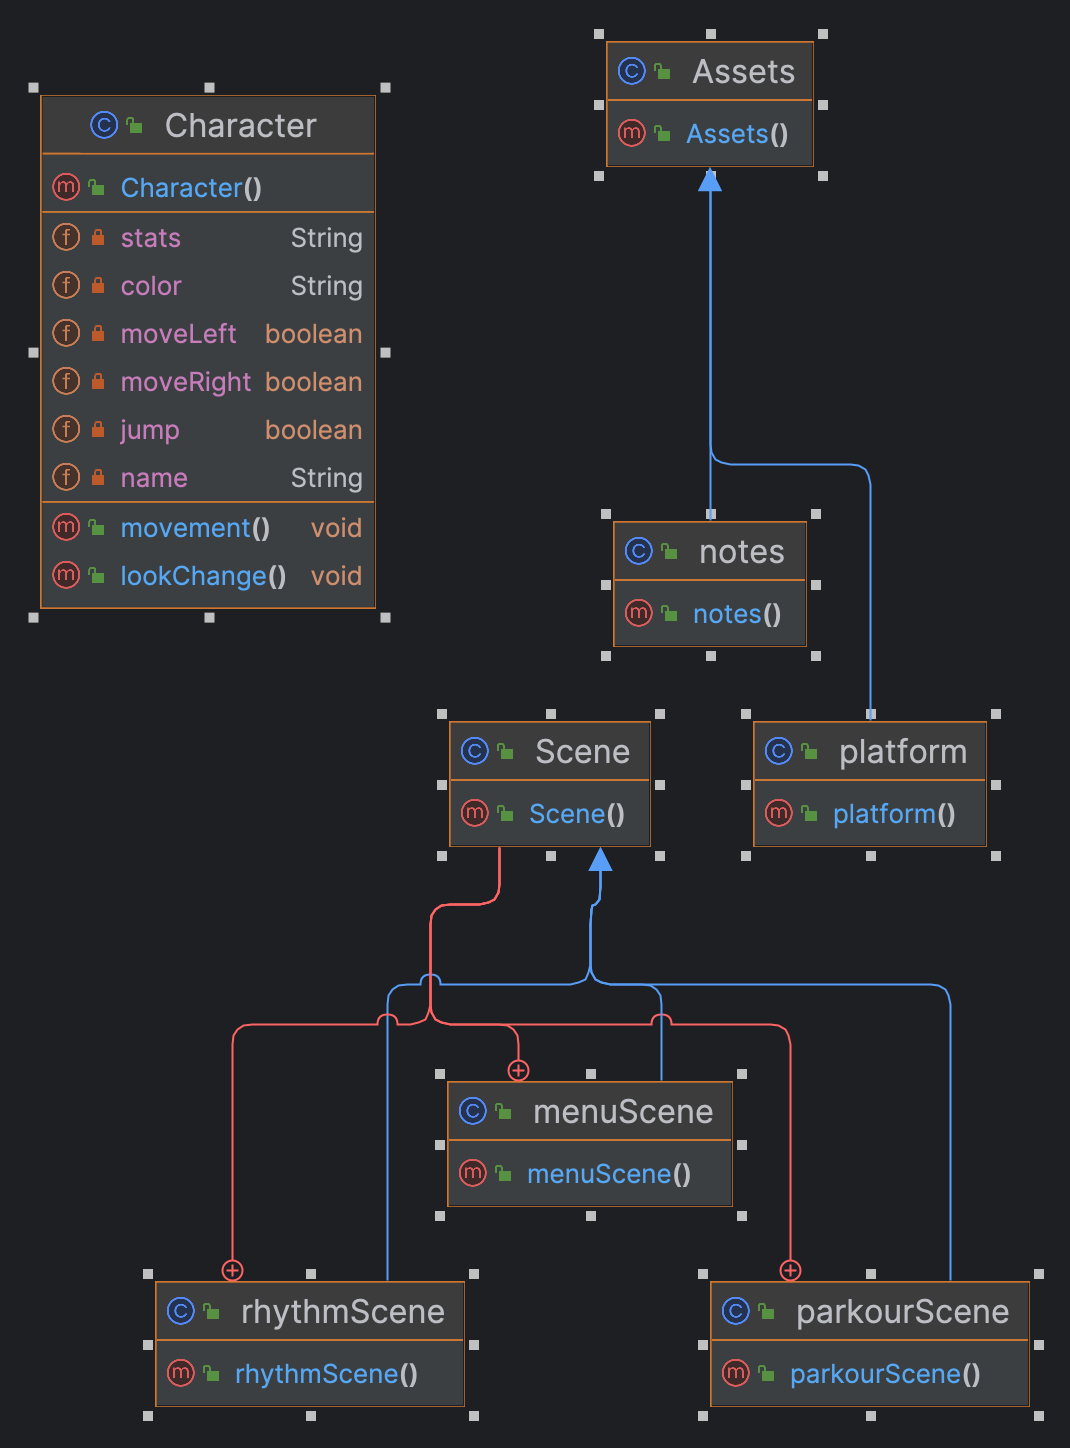 Assets
Assets()
Character
Character()
stats String
color String
moveLeft boolean
moveRight boolean
jump boolean
name String
movement() void
lookChange() void
notes
notes()
Scene
Scene()
platform
platform()
menuScene
menuScene()
rhythmScene
rhythmScene()
parkourScene
parkourScene()